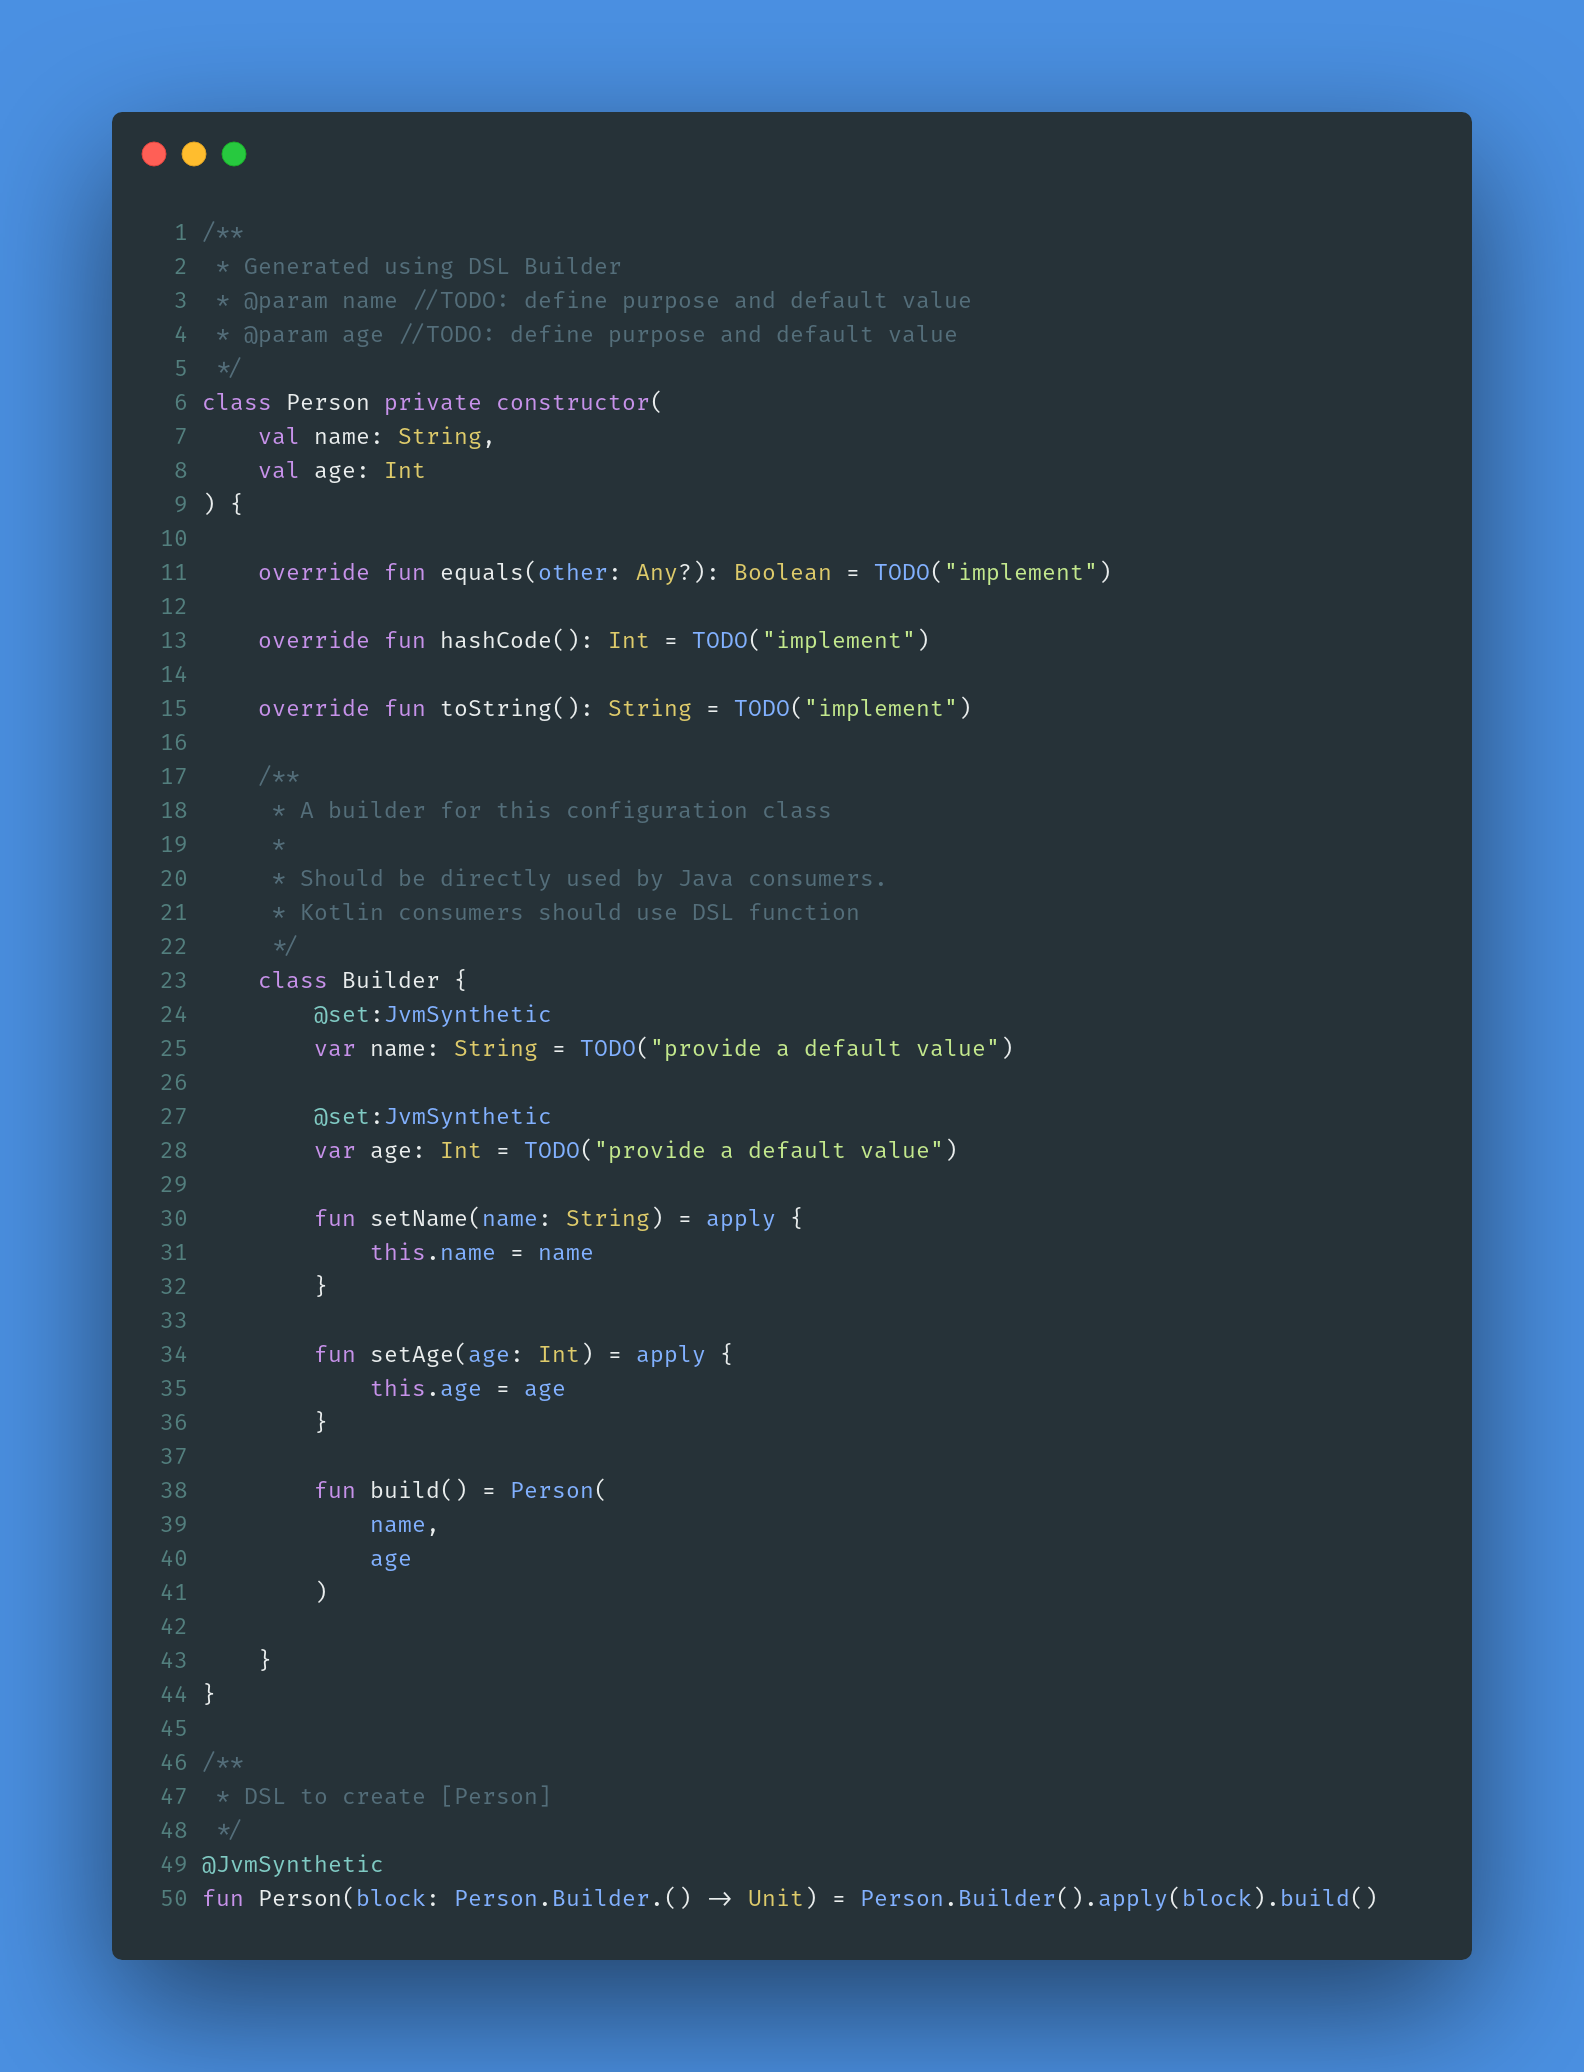 1 /**
2  * Generated using DSL Builder
3  * @param name //TODO: define purpose and default value
4  * @param age //TODO: define purpose and default value
5  */
6 class Person private constructor(
7     val name: String,
8     val age: Int
9 ) {
10
11     override fun equals(other: Any?): Boolean = TODO("implement")
12
13     override fun hashCode(): Int = TODO("implement")
14
15     override fun toString(): String = TODO("implement")
16
17     /**
18      * A builder for this configuration class
19      *
20      * Should be directly used by Java consumers.
21      * Kotlin consumers should use DSL function
22      */
23     class Builder {
24         @set:JvmSynthetic
25         var name: String = TODO("provide a default value")
26
27         @set:JvmSynthetic
28         var age: Int = TODO("provide a default value")
29
30         fun setName(name: String) = apply {
31             this.name = name
32         }
33
34         fun setAge(age: Int) = apply {
35             this.age = age
36         }
37
38         fun build() = Person(
39             name,
40             age
41         )
42
43     }
44 }
45
46 /**
47  * DSL to create [Person]
48  */
49 @JvmSynthetic
50 fun Person(block: Person.Builder.() -> Unit) = Person.Builder().apply(block).build()